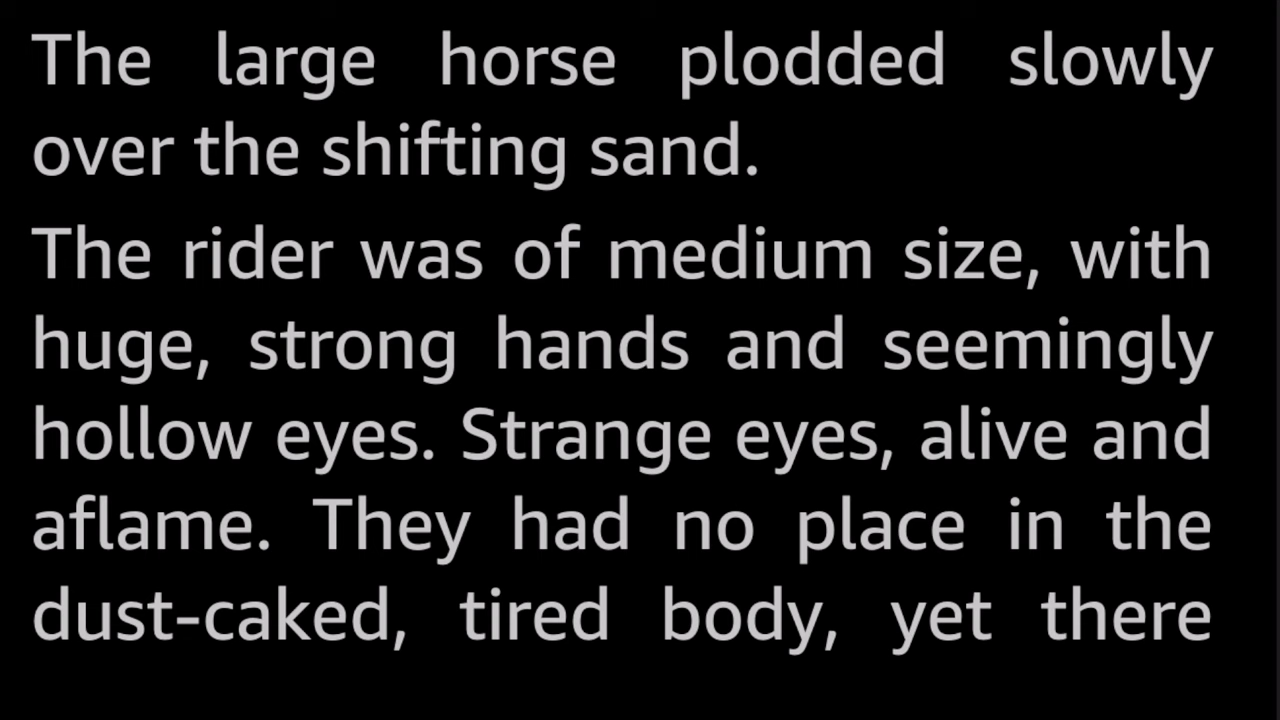 The large horse plodded slowly
over the shifting sand.
The rider was of medium size, with
huge, strong hands and seemingly
hollow eyes. Strange eyes, alive and
aflame. They had no place in the
dust-caked, tired body, yet there